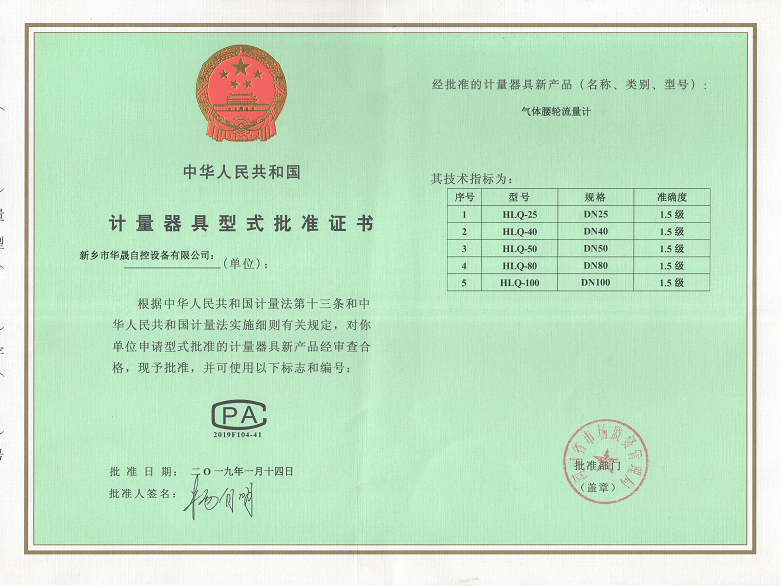 中华人民共和国
计量器具型式批准证书
新乡市华晟自控设备有限公司:
(单位):
根据中华人民共和国计量法第十三条和中
华人民共和国计量法实施细则有关规定，对你
单位申请型式批准的计量器具新产品经审查合
格，现予批准，并可使用以下标志和编号:
CPA
2019F104-41
批准日期: 二O一九年一月十四日
批准人签名:
经批准的计量器具新产品（名称、类别、型号）:
气体腰轮流量计
其技术指标为:
序号 型号 规格 准确度
1 HLQ-25 DN25 1.5 级
2 HLQ-40 DN40 1.5 级
3 HLQ-50 DN50 1.5 级
4 HLQ-80 DN80 1.5 级
5 HLQ-100 DN100 1.5 级
省市场监督管理局
批准部门
（盖章）